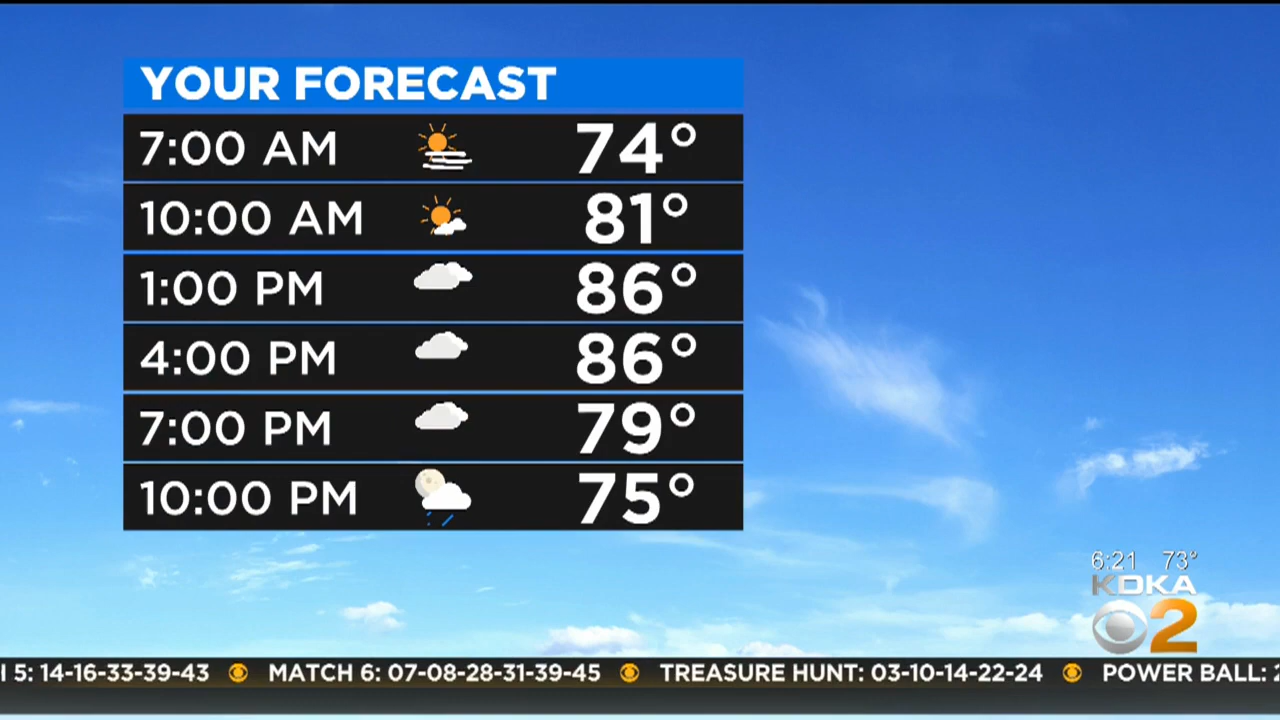 YOUR FORECAST
7:00 AM 74°
10:00 AM 81°
1:00 PM 86°
4:00 PM 86°
7:00 PM 79°
10:00 PM 75°
6:21 73°
KDKA
2
5: 14-16-33-39-43 MATCH 6: 07-08-28-31-39-45 TREASURE HUNT: 03-10-14-22-24 POWER BALL: